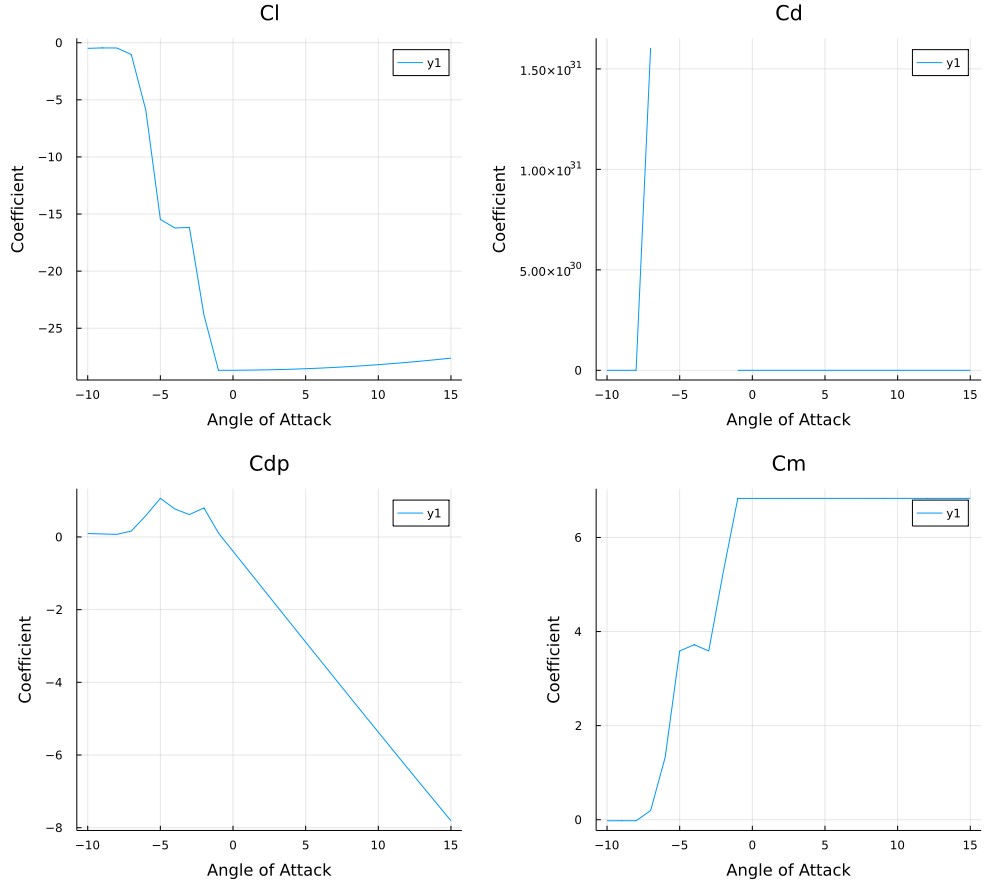 Cl
Cd
0
−5
−10
−15
−20
−25
Coefficient
y1
−10 −5 0 5 10 15
Angle of Attack
1.50×10³¹
1.00×10³¹
5.00×10³⁰
0
Coefficient
y1
−10 −5 0 5 10 15
Angle of Attack
Cdp
Cm
0
−2
−4
−6
−8
Coefficient
y1
−10 −5 0 5 10 15
Angle of Attack
6
4
2
0
Coefficient
y1
−10 −5 0 5 10 15
Angle of Attack